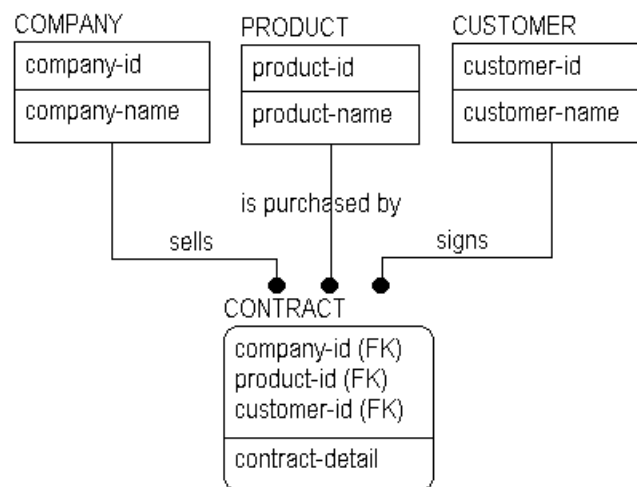 COMPANY
company-id
company-name
PRODUCT
product-id
product-name
CUSTOMER
customer-id
customer-name
is purchased by
sells
signs
CONTRACT
company-id (FK)
product-id (FK)
customer-id (FK)
contract-detail